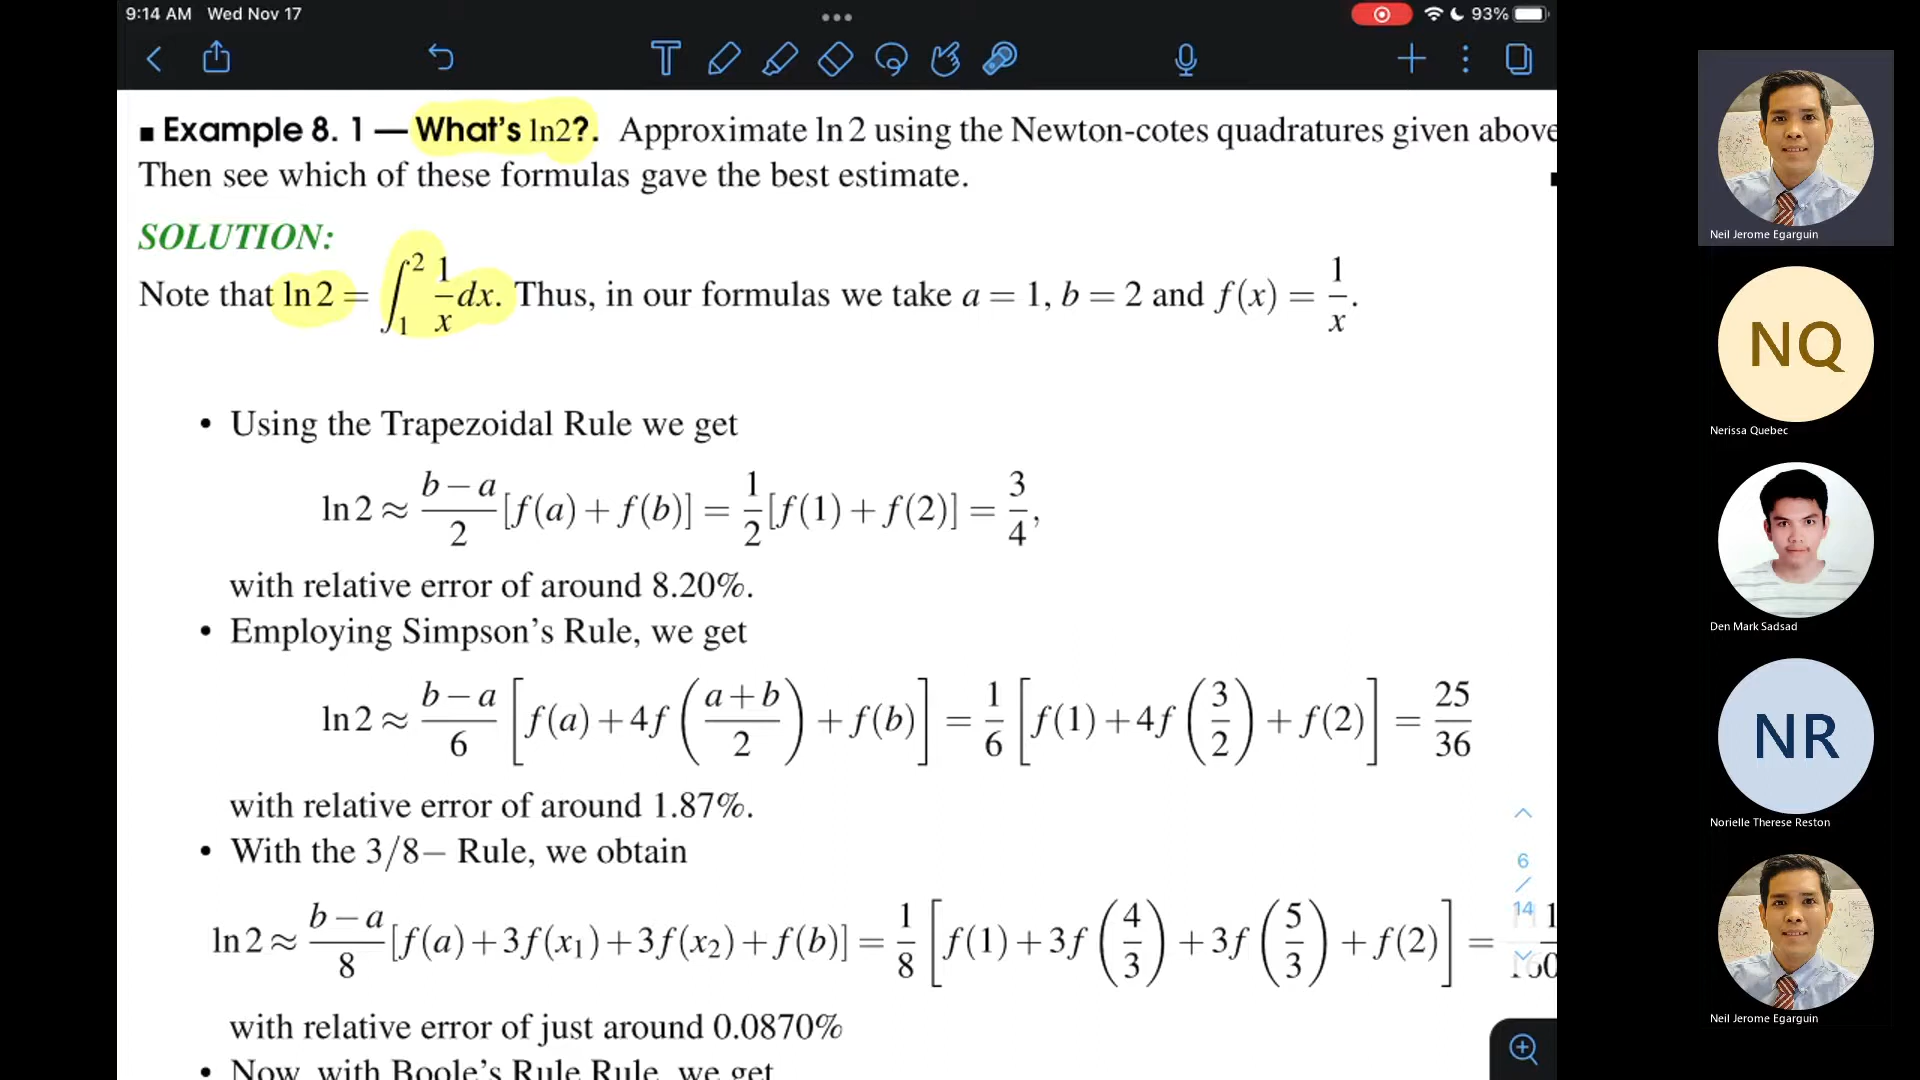 9:14 AM Wed Nov 17
93%
■ Example 8. 1 — What's ln2?. Approximate ln 2 using the Newton-cotes quadratures given above
Then see which of these formulas gave the best estimate.
SOLUTION:
Note that ln 2 = ∫₁² 1/x dx. Thus, in our formulas we take a = 1, b = 2 and f(x) = 1/x.
• Using the Trapezoidal Rule we get
ln 2 ≈ (b − a)/2 [f(a) + f(b)] = 1/2 [f(1) + f(2)] = 3/4,
with relative error of around 8.20%.
• Employing Simpson's Rule, we get
ln 2 ≈ (b − a)/6 [f(a) + 4f((a + b)/2) + f(b)] = 1/6 [f(1) + 4f(3/2) + f(2)] = 25/36
with relative error of around 1.87%.
• With the 3/8− Rule, we obtain
ln 2 ≈ (b − a)/8 [f(a) + 3f(x₁) + 3f(x₂) + f(b)] = 1/8 [f(1) + 3f(4/3) + 3f(5/3) + f(2)] =
with relative error of just around 0.0870%
• Now, with Boole's Rule Rule, we get
6
/
14
Neil Jerome Egarguin
NQ
Nerissa Quebec
Den Mark Sadsad
NR
Norielle Therese Reston
Neil Jerome Egarguin